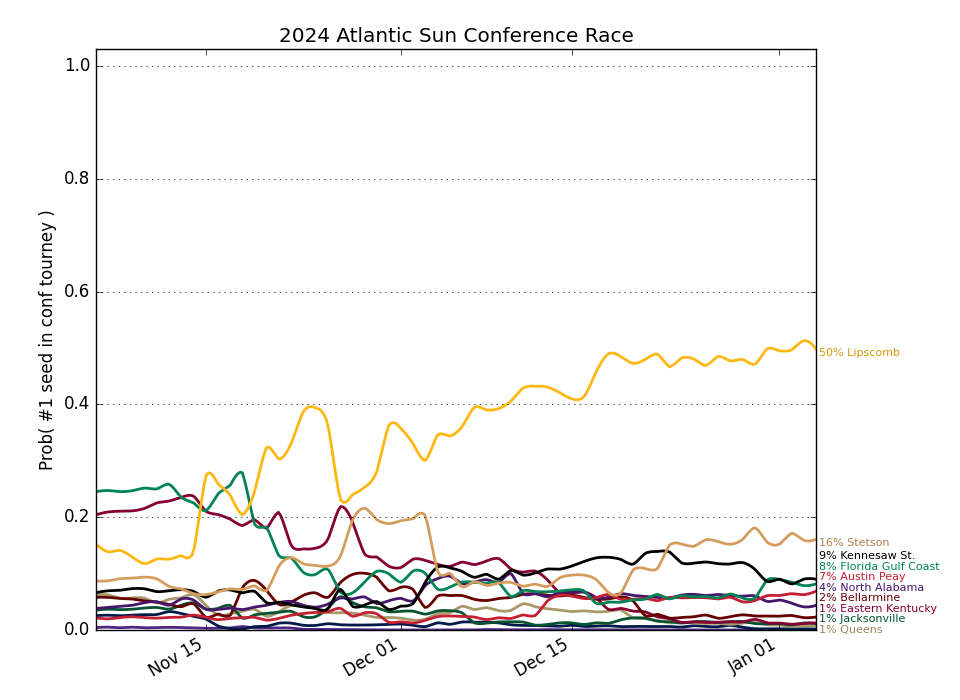 2024 Atlantic Sun Conference Race
Prob( #1 seed in conf tourney )
1.0
0.8
0.6
0.4
0.2
0.0
Nov 15
Dec 01
Dec 15
Jan 01
50% Lipscomb
16% Stetson
9% Kennesaw St.
8% Florida Gulf Coast
7% Austin Peay
4% North Alabama
2% Bellarmine
1% Eastern Kentucky
1% Jacksonville
1% Queens